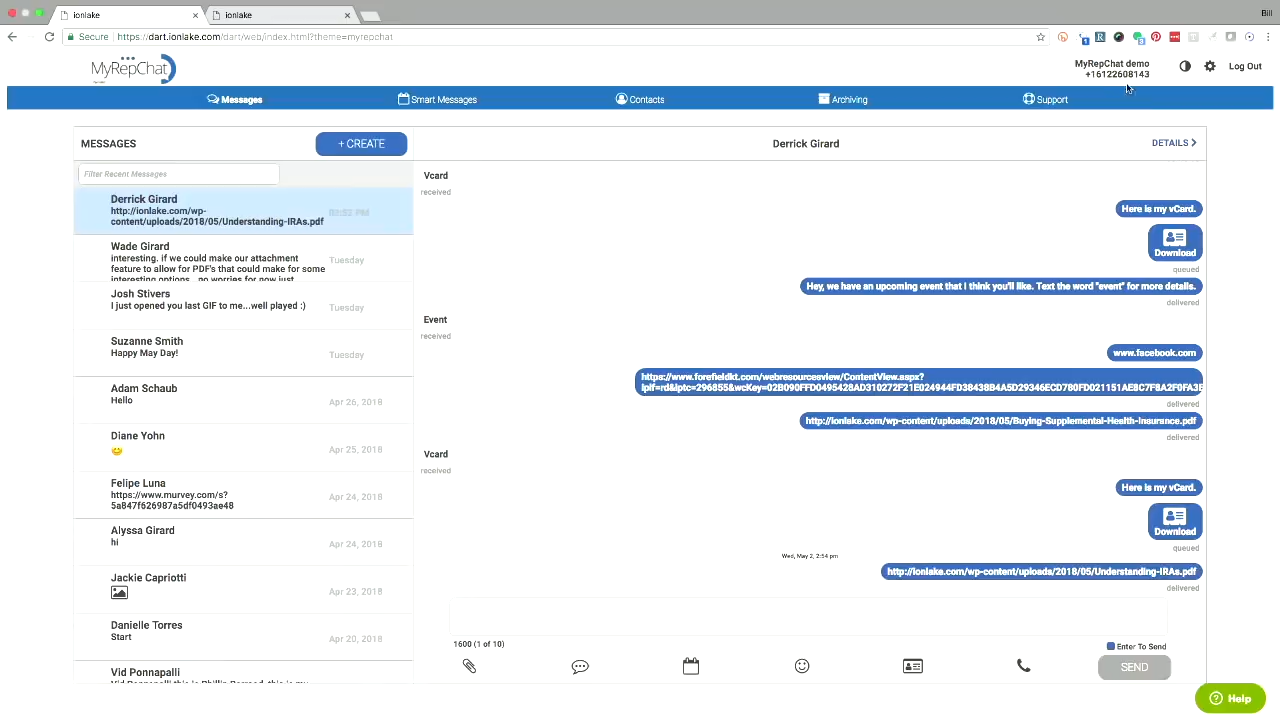 ionlake
ionlake
Bill
Secure
https://dart.ionlake.com/dart/web/index.html?theme=myrepchat
MyRepChat
MyRepChat demo
+16122608143
Log Out
Messages
Smart Messages
Contacts
Archiving
Support
MESSAGES
+ CREATE
Filter Recent Messages
Derrick Girard
http://ionlake.com/wp-
content/uploads/2018/05/Understanding-IRAs.pdf
Wade Girard
interesting. if we could make our attachment
feature to allow for PDF's that could make for some
interesting options...no worries for now just
Tuesday
Josh Stivers
I just opened you last GIF to me...well played :)
Tuesday
Suzanne Smith
Happy May Day!
Tuesday
Adam Schaub
Hello
Apr 26, 2018
Diane Yohn
Apr 25, 2018
Felipe Luna
https://www.murvey.com/s?
5a847f626987a5df0493ae48
Apr 24, 2018
Alyssa Girard
hi
Apr 24, 2018
Jackie Capriotti
Apr 23, 2018
Danielle Torres
Start
Apr 20, 2018
Vid Ponnapalli
Derrick Girard
DETAILS
Vcard
received
Here is my vCard.
Download
queued
Hey, we have an upcoming event that I think you'll like. Text the word "event" for more details.
delivered
Event
received
www.facebook.com
https://www.forefieldkt.com/webresourcesview/ContentView.aspx?
delivered
http://ionlake.com/wp-content/uploads/2018/05/Buying-Supplemental-Health-Insurance.pdf
delivered
Vcard
received
Here is my vCard.
Download
queued
Wed, May 2, 2:54 pm
http://ionlake.com/wp-content/uploads/2018/05/Understanding-IRAs.pdf
delivered
1600 (1 of 10)
Enter To Send
SEND
Help